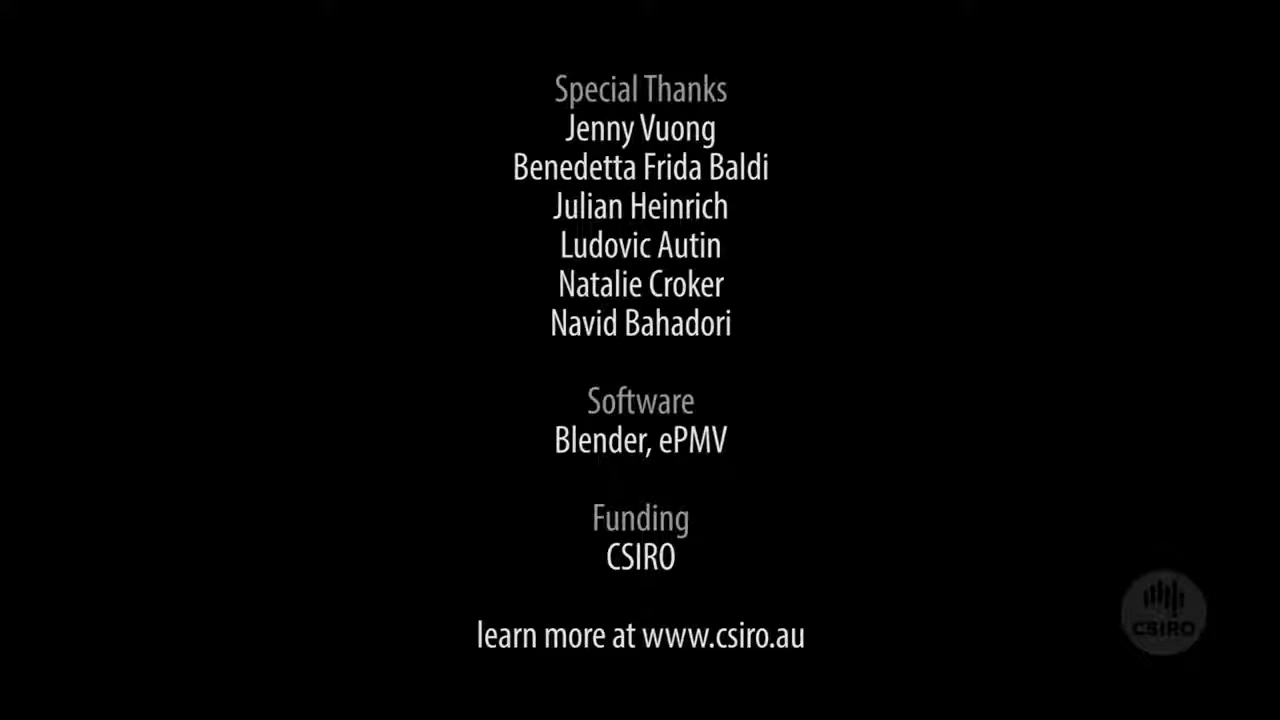 Special Thanks
Jenny Vuong
Benedetta Frida Baldi
Julian Heinrich
Ludovic Autin
Natalie Croker
Navid Bahadori
Software
Blender, ePMV
Funding
CSIRO
learn more at www.csiro.au
CSIRO